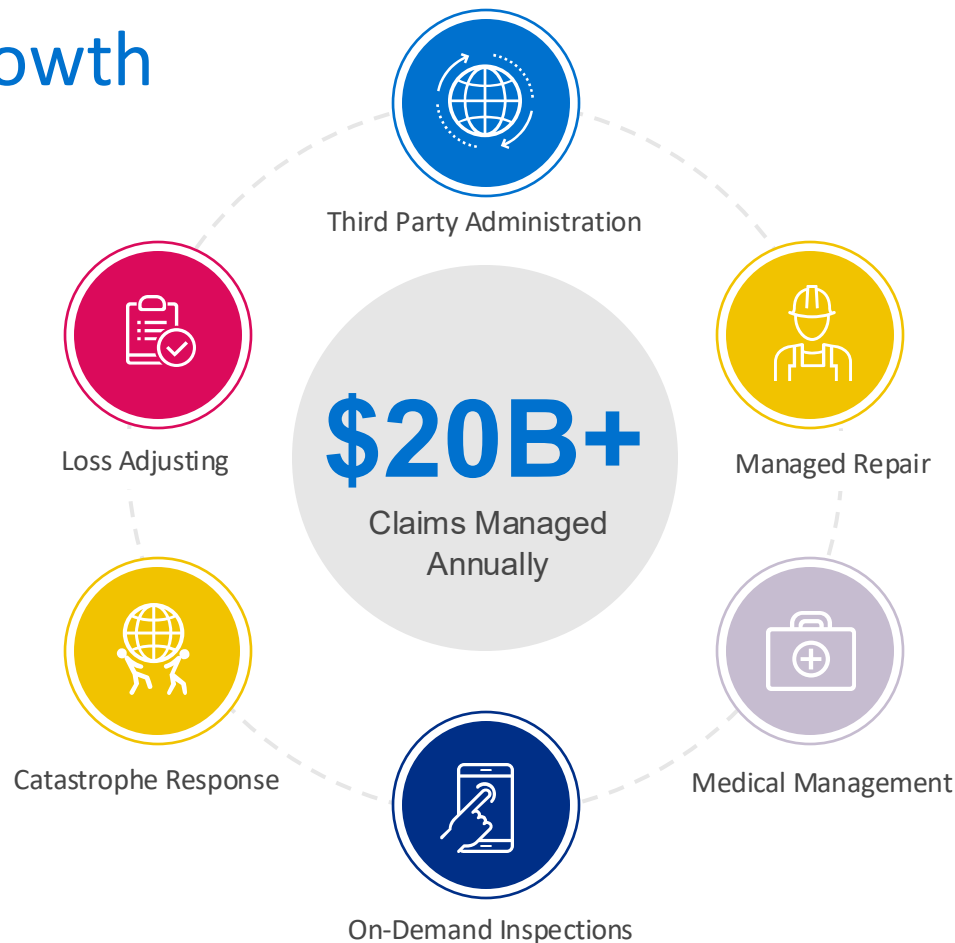 owth
Third Party Administration
Loss Adjusting
Managed Repair
$20B+
Claims Managed
Annually
Catastrophe Response
Medical Management
On-Demand Inspections